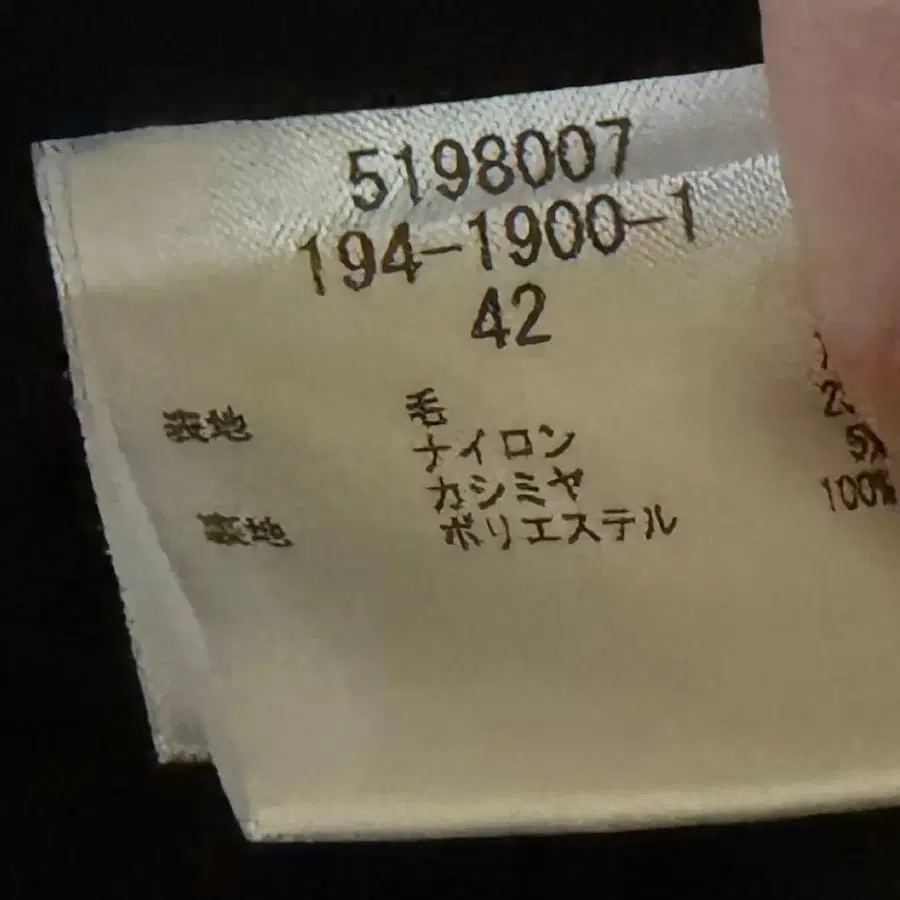 5198007
194-1900-1
42
表地 毛
ナイロン
カシミヤ 5%
裏地 ポリエステル 100%